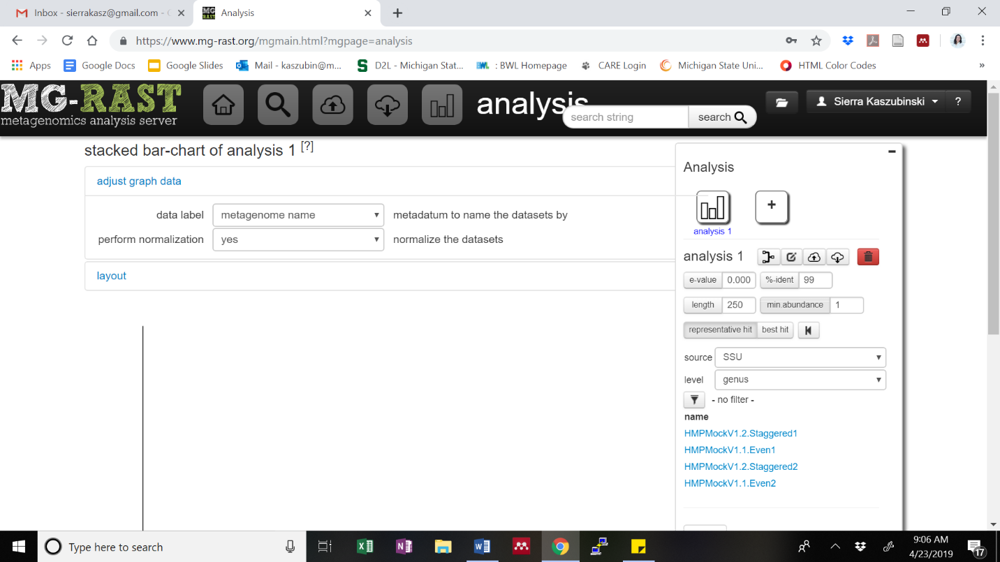 Inbox - sierrakasz@gmail.com -
Analysis
https://www.mg-rast.org/mgmain.html?mgpage=analysis
Apps
Google Docs
Google Slides
Mail - kaszubin@m...
D2L - Michigan Stat...
: BWL Homepage
CARE Login
Michigan State Uni...
HTML Color Codes
»
MG-RAST
metagenomics analysis server
analysis
search string
search
Sierra Kaszubinski
?
stacked bar-chart of analysis 1 [?]
adjust graph data
data label
metagenome name
metadatum to name the datasets by
perform normalization
yes
normalize the datasets
layout
Analysis
+
analysis 1
analysis 1
e-value
0.000
%-ident
99
length
250
min.abundance
1
representative hit
best hit
source
SSU
level
genus
- no filter -
name
HMPMockV1.2.Staggered1
HMPMockV1.1.Even1
HMPMockV1.2.Staggered2
HMPMockV1.1.Even2
Type here to search
9:06 AM
4/23/2019
17